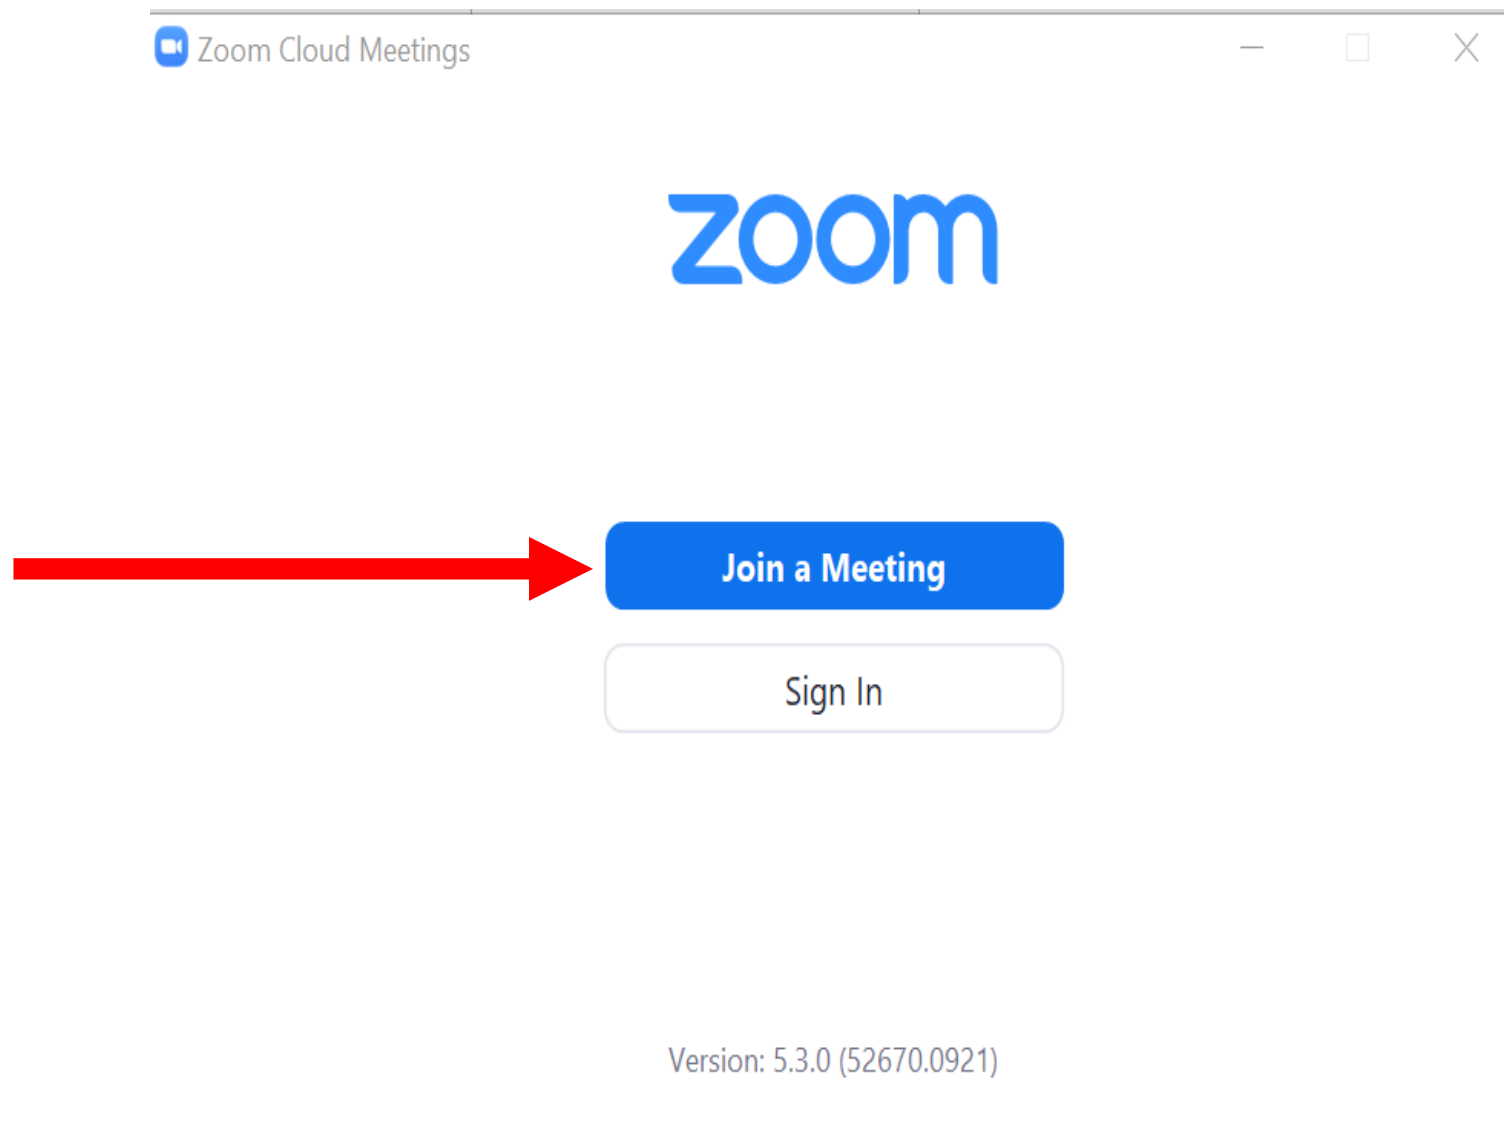 Zoom Cloud Meetings
zoom
Join a Meeting
Sign In
Version: 5.3.0 (52670.0921)